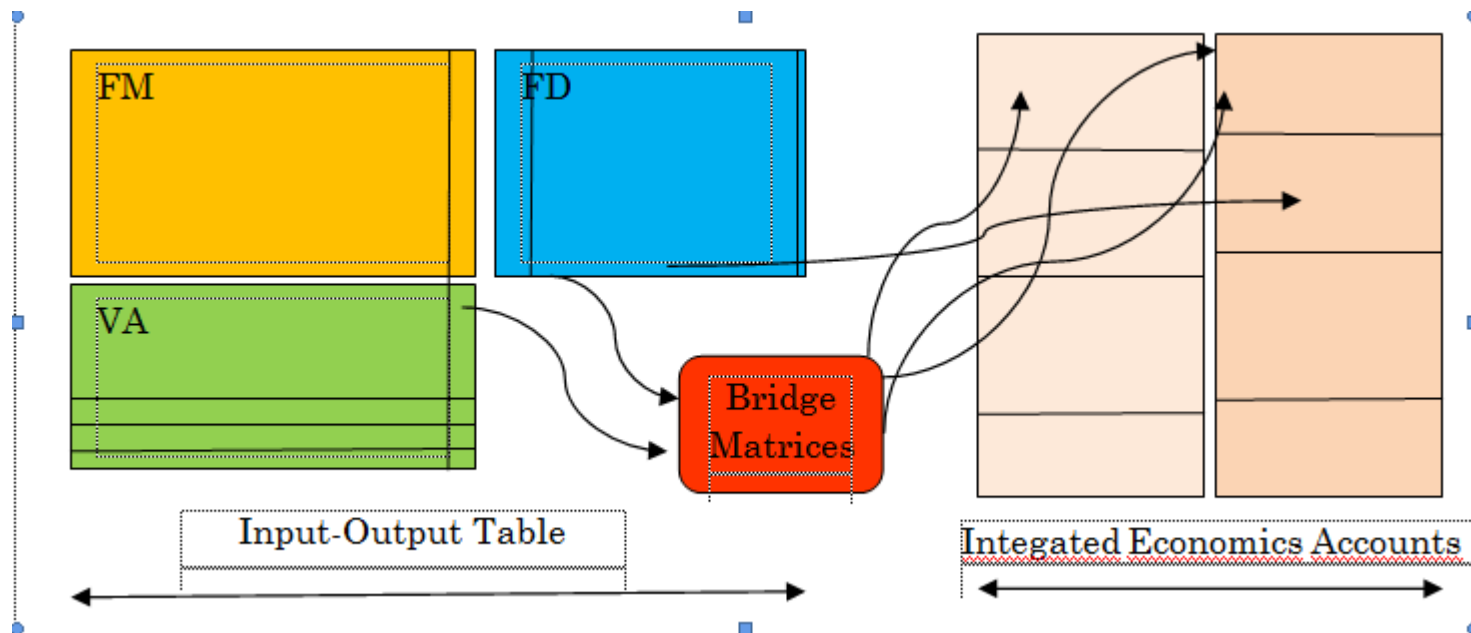 FM
FD
VA
Bridge
Matrices
Input-Output Table
Integated Economics Accounts